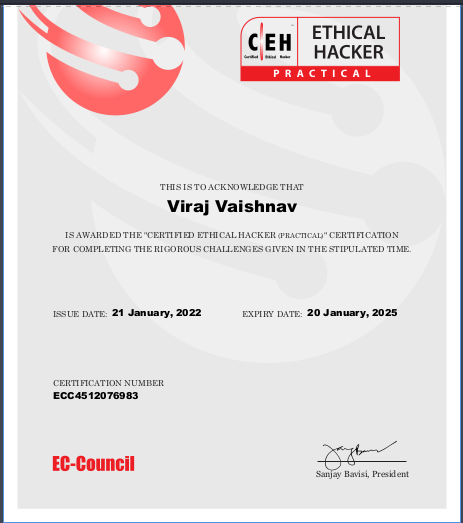 C|EH
Certified Ethical Hacker
ETHICAL
HACKER
PRACTICAL
THIS IS TO ACKNOWLEDGE THAT
Viraj Vaishnav
IS AWARDED THE "CERTIFIED ETHICAL HACKER (PRACTICAL)" CERTIFICATION
FOR COMPLETING THE RIGOROUS CHALLENGES GIVEN IN THE STIPULATED TIME.
ISSUE DATE: 21 January, 2022 EXPIRY DATE: 20 January, 2025
CERTIFICATION NUMBER
ECC4512076983
EC-Council
Sanjay Bavisi, President